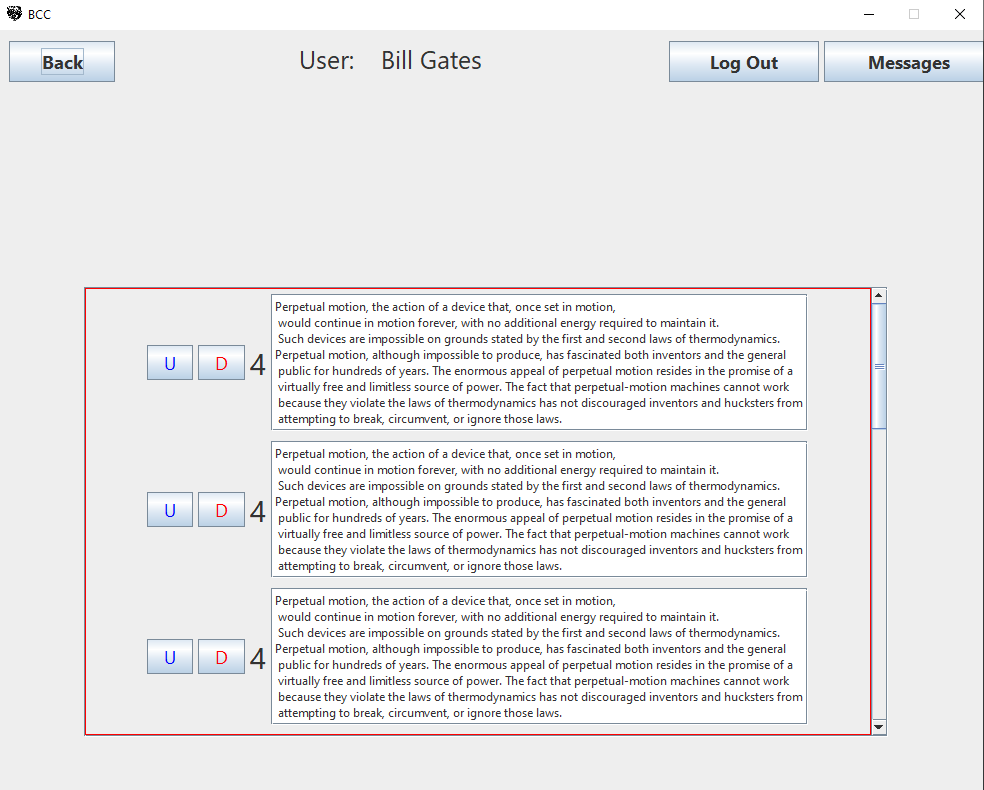 BCC
Back User: Bill Gates Log Out Messages
Perpetual motion, the action of a device that, once set in motion,
would continue in motion forever, with no additional energy required to maintain it.
Such devices are impossible on grounds stated by the first and second laws of thermodynamics.
Perpetual motion, although impossible to produce, has fascinated both inventors and the general
public for hundreds of years. The enormous appeal of perpetual motion resides in the promise of a
virtually free and limitless source of power. The fact that perpetual-motion machines cannot work
because they violate the laws of thermodynamics has not discouraged inventors and hucksters from
attempting to break, circumvent, or ignore those laws.
U D 4
Perpetual motion, the action of a device that, once set in motion,
would continue in motion forever, with no additional energy required to maintain it.
Such devices are impossible on grounds stated by the first and second laws of thermodynamics.
Perpetual motion, although impossible to produce, has fascinated both inventors and the general
public for hundreds of years. The enormous appeal of perpetual motion resides in the promise of a
virtually free and limitless source of power. The fact that perpetual-motion machines cannot work
because they violate the laws of thermodynamics has not discouraged inventors and hucksters from
attempting to break, circumvent, or ignore those laws.
U D 4
Perpetual motion, the action of a device that, once set in motion,
would continue in motion forever, with no additional energy required to maintain it.
Such devices are impossible on grounds stated by the first and second laws of thermodynamics.
Perpetual motion, although impossible to produce, has fascinated both inventors and the general
public for hundreds of years. The enormous appeal of perpetual motion resides in the promise of a
virtually free and limitless source of power. The fact that perpetual-motion machines cannot work
because they violate the laws of thermodynamics has not discouraged inventors and hucksters from
attempting to break, circumvent, or ignore those laws.
U D 4